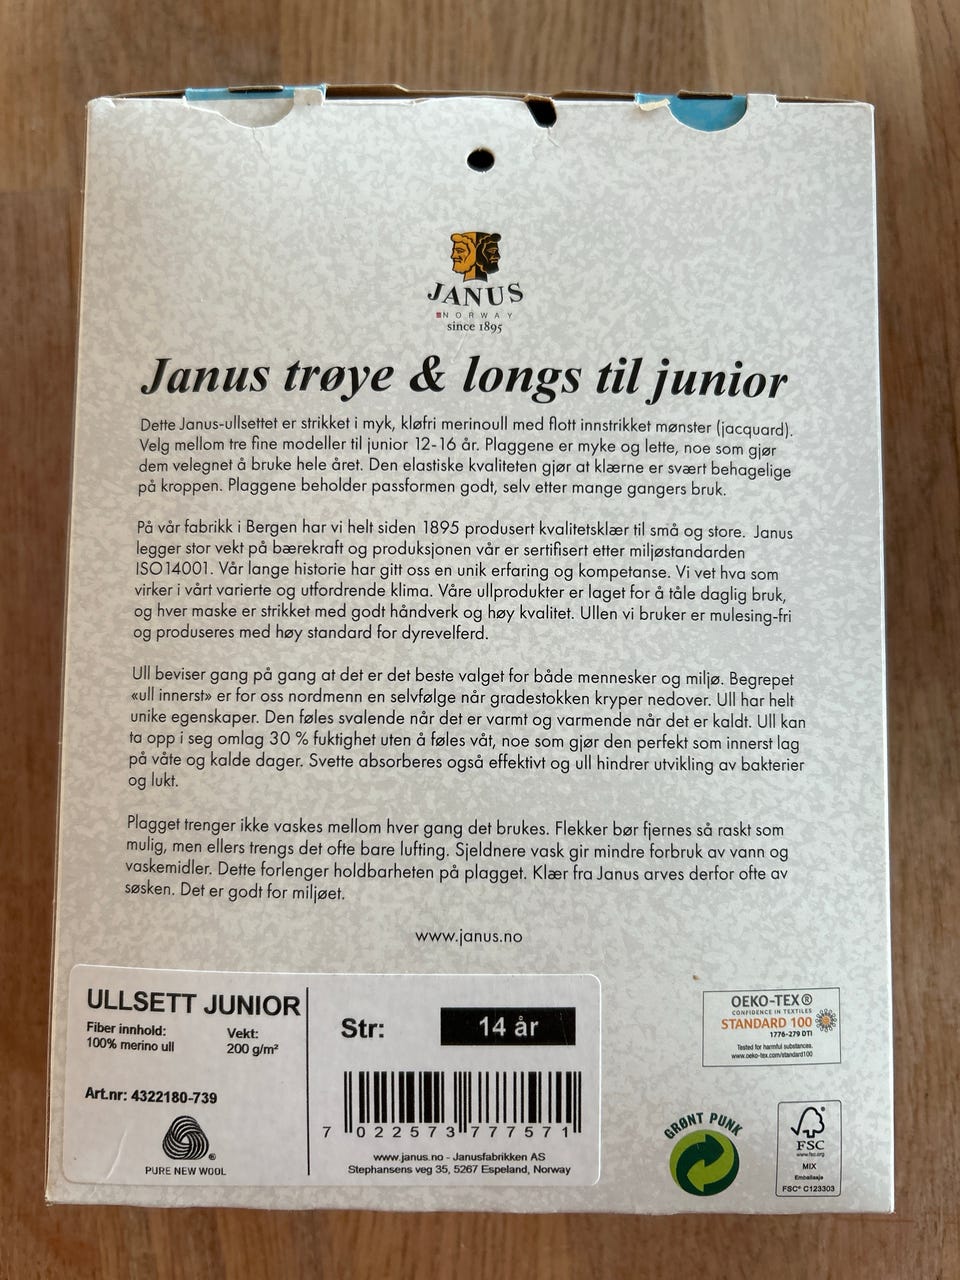 JANUS
NORWAY
since 1895
Janus trøye & longs til junior
Dette Janus-ullsettet er strikket i myk, kløfri merinoull med flott innstrikket mønster (jacquard).
Velg mellom tre fine modeller til junior 12-16 år. Plaggene er myke og lette, noe som gjør
dem velegnet å bruke hele året. Den elastiske kvaliteten gjør at klærne er svært behagelige
på kroppen. Plaggene beholder passformen godt, selv etter mange gangers bruk.
På vår fabrikk i Bergen har vi helt siden 1895 produsert kvalitetsklær til små og store. Janus
legger stor vekt på bærekraft og produksjonen vår er sertifisert etter miljøstandarden
ISO14001. Vår lange historie har gitt oss en unik erfaring og kompetanse. Vi vet hva som
virker i vårt varierte og utfordrende klima. Våre ullprodukter er laget for å tåle daglig bruk,
og hver maske er strikket med godt håndverk og høy kvalitet. Ullen vi bruker er mulesing-fri
og produseres med høy standard for dyrevelferd.
Ull beviser gang på gang at det er det beste valget for både mennesker og miljø. Begrepet
«ull innerst» er for oss nordmenn en selvfølge når gradestokken kryper nedover. Ull har helt
unike egenskaper. Den føles svalende når det er varmt og varmende når det er kaldt. Ull kan
ta opp i seg omlag 30 % fuktighet uten å føles våt, noe som gjør den perfekt som innerst lag
på våte og kalde dager. Svette absorberes også effektivt og ull hindrer utvikling av bakterier
og lukt.
Plagget trenger ikke vaskes mellom hver gang det brukes. Flekker bør fjernes så raskt som
mulig, men ellers trengs det ofte bare lufting. Sjeldnere vask gir mindre forbruk av vann og
vaskemidler. Dette forlenger holdbarheten på plagget. Klær fra Janus arves derfor ofte av
søsken. Det er godt for miljøet.
www.janus.no
ULLSETT JUNIOR
Fiber innhold:
100% merino ull
Vekt:
200 g/m²
Art.nr: 4322180-739
PURE NEW WOOL
Str:
14 år
7 022573 777571
www.janus.no - Janusfabrikken AS
Stephansens veg 35, 5267 Espeland, Norway
OEKO-TEX®
CONFIDENCE IN TEXTILES
STANDARD 100
1776-279 DTI
Tested for harmful substances.
www.oeko-tex.com/standard100
GRØNT PUNK
FSC
www.fsc.org
MIX
Emballasje
FSC® C123303